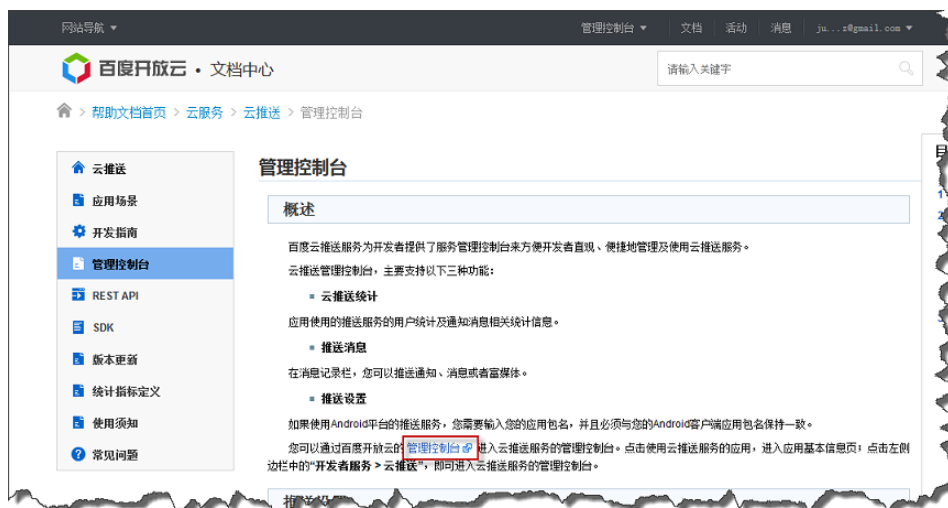 网站导航 管理控制台 文档 活动 消息 ju...z@gmail.com
百度开放云 · 文档中心 请输入关键字
> 帮助文档首页 > 云服务 > 云推送 > 管理控制台
云推送
应用场景
开发指南
管理控制台
REST API
SDK
版本更新
统计指标定义
使用须知
常见问题
管理控制台
概述
百度云推送服务为开发者提供了服务管理控制台来方便开发者直观、便捷地管理及使用云推送服务。
云推送管理控制台，主要支持以下三种功能：
云推送统计
应用使用的推送服务的用户统计及通知消息相关统计信息。
推送消息
在消息记录栏，您可以推送通知、消息或者富媒体。
推送设置
如果使用Android平台的推送服务，您需要输入您的应用包名，并且必须与您的Android客户端应用包名保持一致。
您可以通过百度开放云的 管理控制台 进入云推送服务的管理控制台。点击使用云推送服务的应用，进入应用基本信息页；点击左侧
边栏中的“开发者服务 > 云推送”，即可进入云推送服务的管理控制台。